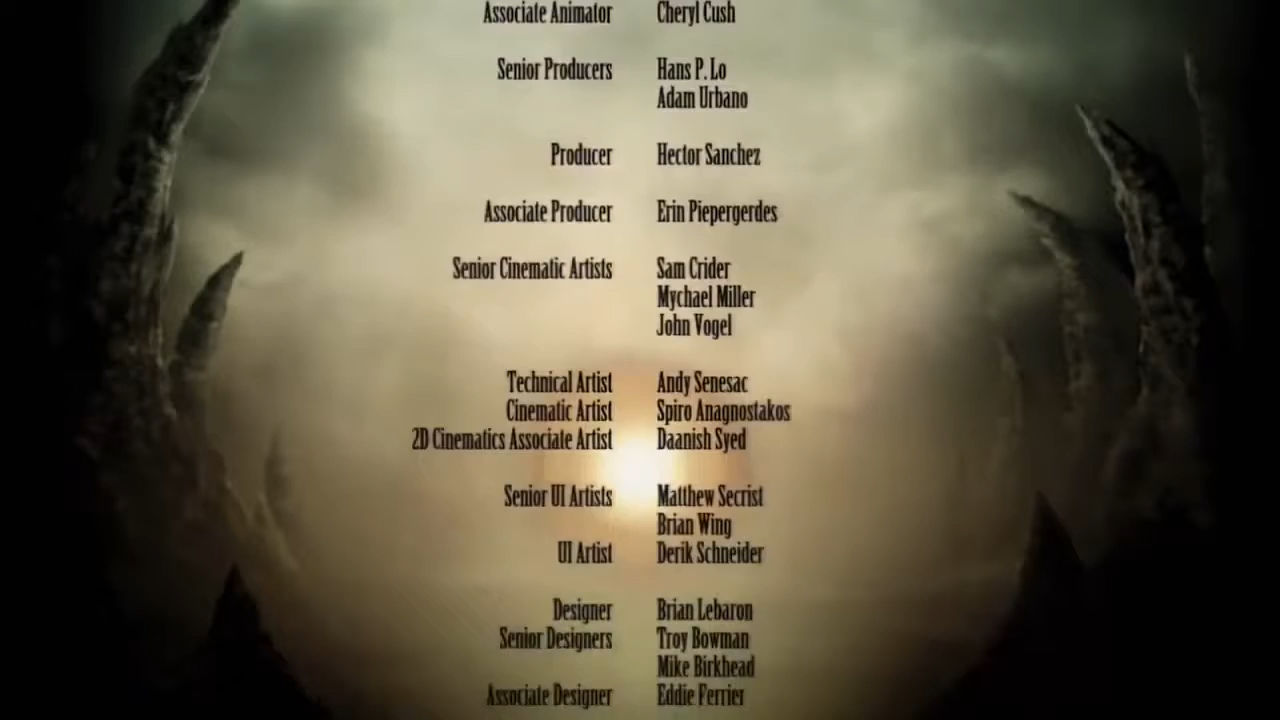 Associate Animator Cheryl Cush
Senior Producers Hans P. Lo
Adam Urbano
Producer Hector Sanchez
Associate Producer Erin Piepergerdes
Senior Cinematic Artists Sam Crider
Mychael Miller
John Vogel
Technical Artist Andy Senesac
Cinematic Artist Spiro Anagnostakos
2D Cinematics Associate Artist Daanish Syed
Senior UI Artists Matthew Secrist
Brian Wing
UI Artist Derik Schneider
Designer Brian Lebaron
Senior Designers Troy Bowman
Mike Birkhead
Associate Designer Eddie Ferrier